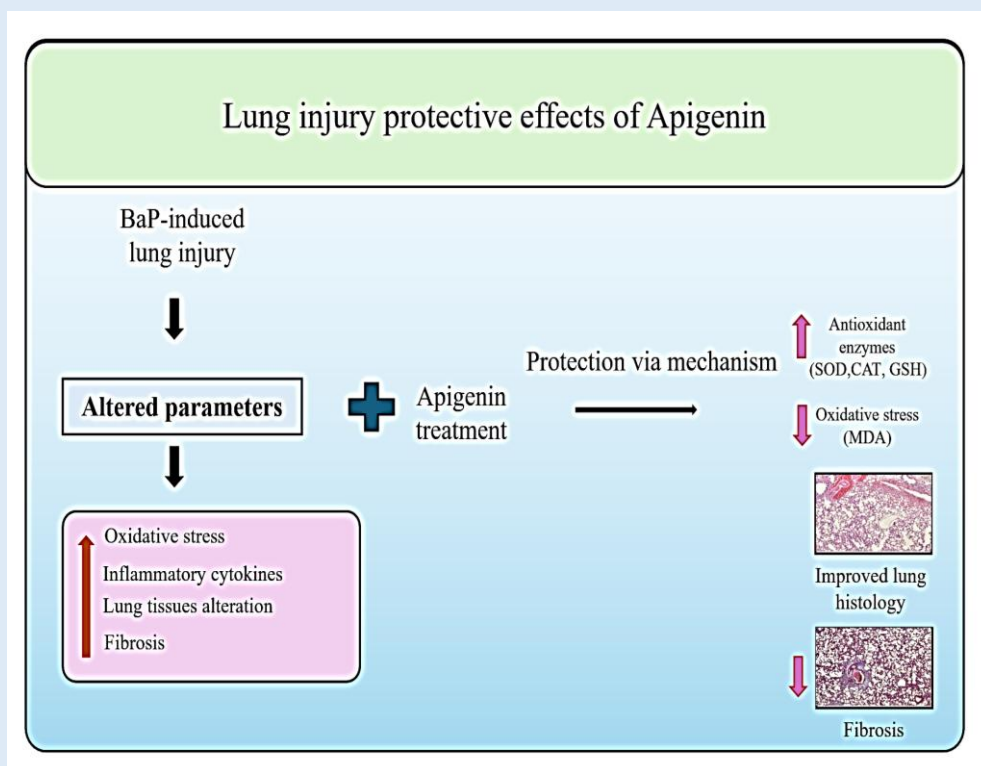 Lung injury protective effects of Apigenin
BaP-induced
lung injury
Altered parameters
Oxidative stress
Inflammatory cytokines
Lung tissues alteration
Fibrosis
Apigenin
treatment
Protection via mechanism
Antioxidant
enzymes
(SOD,CAT, GSH)
Oxidative stress
(MDA)
Improved lung
histology
Fibrosis